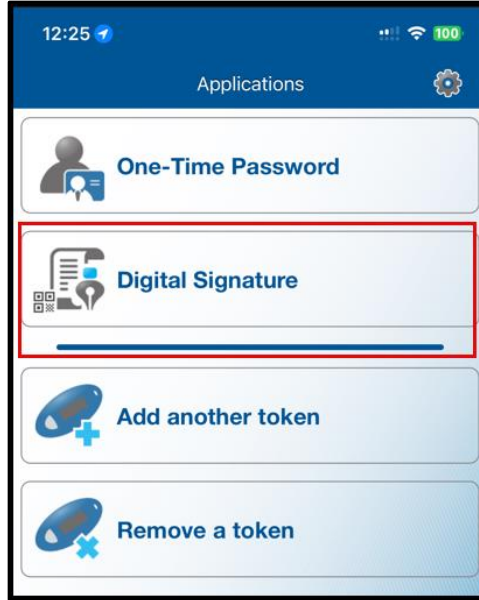 12:25
100
Applications
One-Time Password
Digital Signature
Add another token
Remove a token